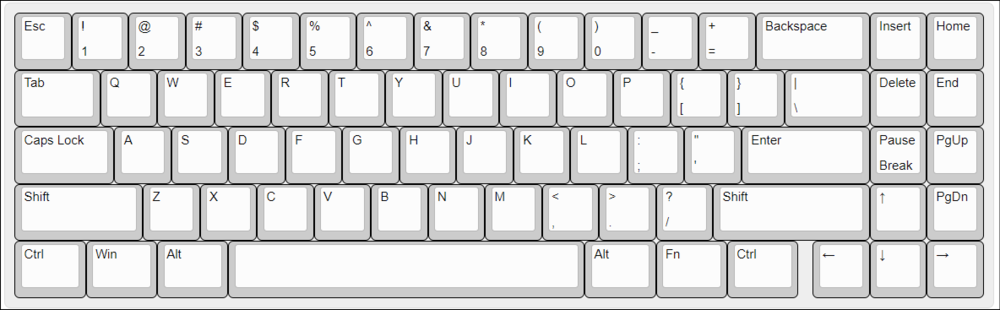 Esc ! @ # $ % ^ & * ( ) _ + Backspace Insert Home
1 2 3 4 5 6 7 8 9 0 - =
Tab Q W E R T Y U I O P { } | Delete End
[ ] \
Caps Lock A S D F G H J K L : " Enter Pause PgUp
; ' Break
Shift Z X C V B N M < > ? Shift ↑ PgDn
, . /
Ctrl Win Alt Alt Fn Ctrl ← ↓ →